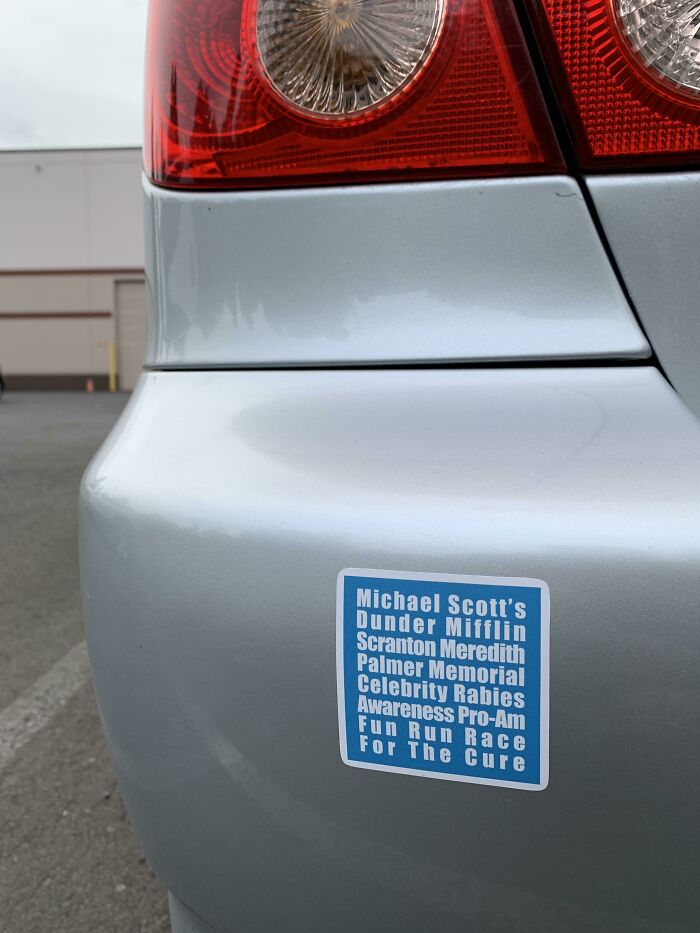 Michael Scott's
Dunder Mifflin
Scranton Meredith
Palmer Memorial
Celebrity Rabies
Awareness Pro-Am
Fun Run Race
For The Cure